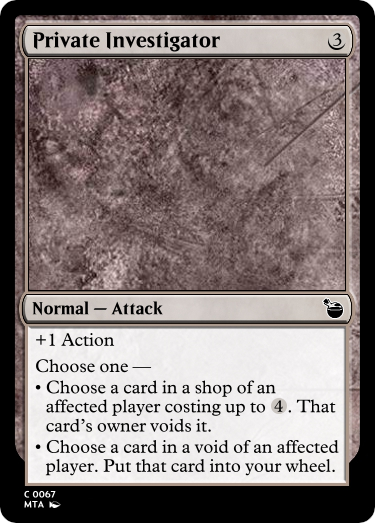 Private Investigator 3
Normal — Attack
+1 Action
Choose one —
• Choose a card in a shop of an
affected player costing up to 4. That
card's owner voids it.
• Choose a card in a void of an affected
player. Put that card into your wheel.
C 0067
MTA